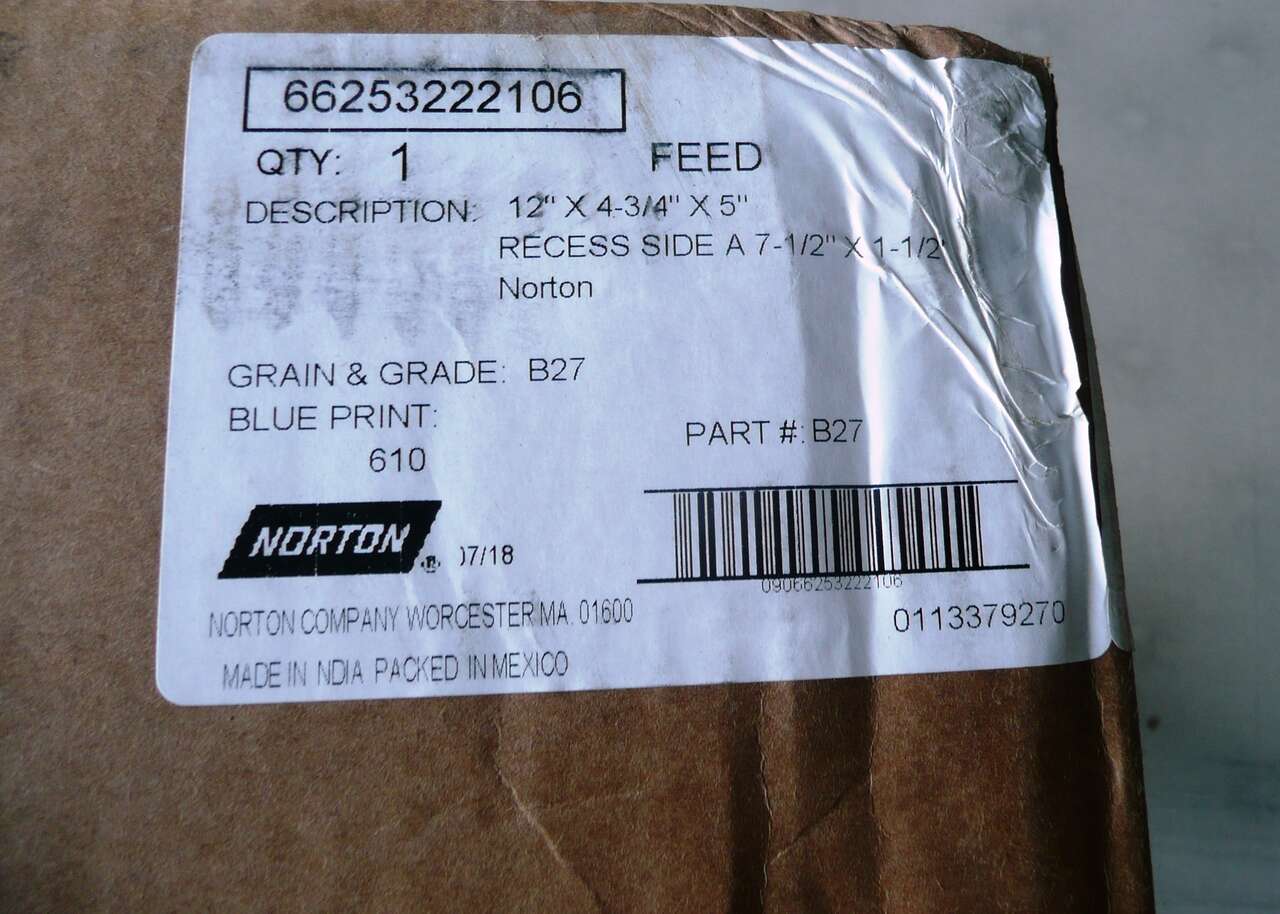 66253222106
QTY: 1 FEED
DESCRIPTION: 12" X 4-3/4" X 5"
RECESS SIDE A 7-1/2" X 1-1/2"
Norton
GRAIN & GRADE: B27
BLUE PRINT:
610
PART #: B27
NORTON ® 07/18
09066253222106
NORTON COMPANY WORCESTER MA. 01600
0113379270
MADE IN NDIA PACKED IN MEXICO